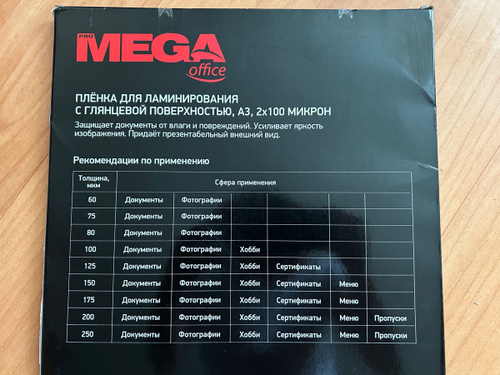 PRO
MEGA
office
ПЛЁНКА ДЛЯ ЛАМИНИРОВАНИЯ
С ГЛЯНЦЕВОЙ ПОВЕРХНОСТЬЮ, А3, 2х100 МИКРОН
Защищает документы от влаги и повреждений. Усиливает яркость
изображения. Придаёт презентабельный внешний вид.
Рекомендации по применению
Толщина, мкм Сфера применения
60 Документы Фотографии
75 Документы Фотографии
80 Документы Фотографии
100 Документы Фотографии Хобби
125 Документы Фотографии Хобби Сертификаты
150 Документы Фотографии Хобби Сертификаты Меню
175 Документы Фотографии Хобби Сертификаты Меню
200 Документы Фотографии Хобби Сертификаты Меню Пропуски
250 Документы Фотографии Хобби Сертификаты Меню Пропуски